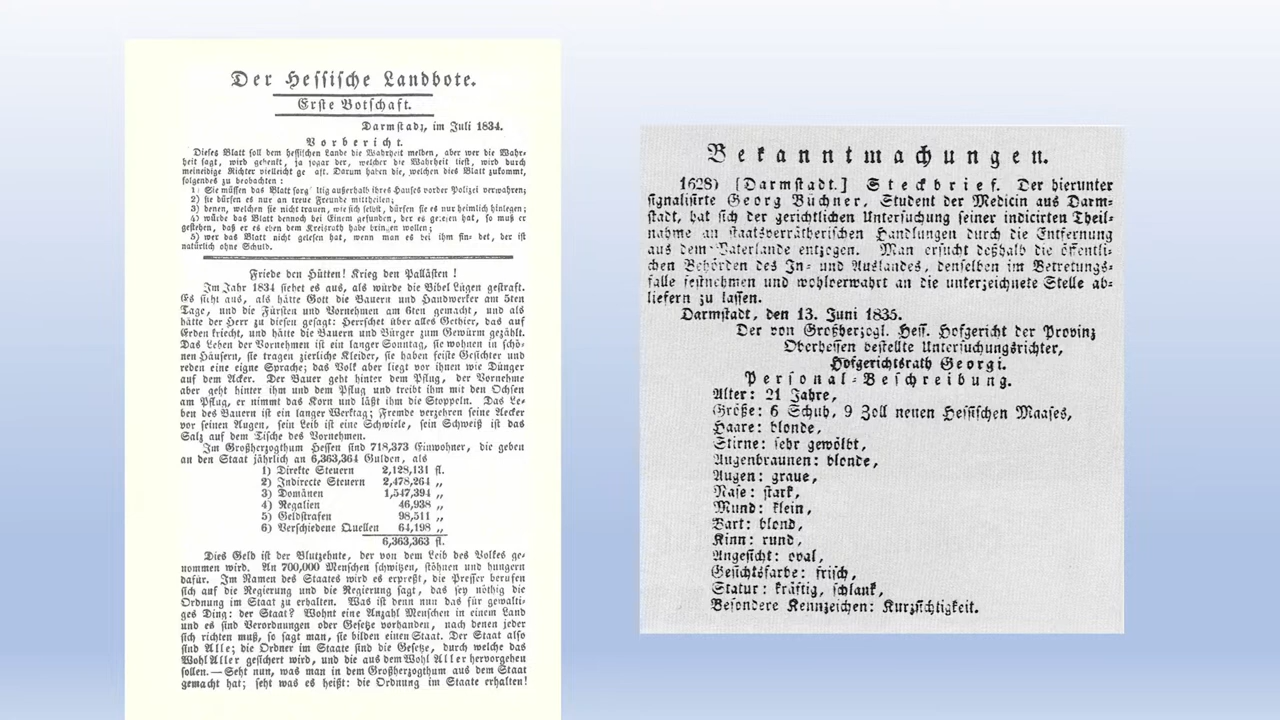 Der Hessische Landbote.
Erste Botschaft.
Darmstadt, im Juli 1834.
Vorbericht.
Dieses Blatt soll dem hessischen Lande die Wahrheit melden, aber wer die Wahr-
heit sagt, wird gehenkt, ja sogar der, welcher die Wahrheit liest, wird durch
meineidige Richter vielleicht ge aft. Darum haben die, welchen dies Blatt zukommt,
folgendes zu beobachten:
1) Sie müssen das Blatt sorg ltig außerhalb ihres Hauses vorder Polizei verwahren;
2) sie dürfen es nur an treue Freunde mittheilen;
3) denen, welchen sie nicht trauen, wie sich selbst, dürfen sie es nur heimlich hinlegen;
4) würde das Blatt dennoch bei Einem gefunden, der es gelesen hat, so muß er
gestehen, daß er es eben dem Kreisrath habe bringen wollen;
5) wer das Blatt nicht gelesen hat, wenn man es bei ihm fin- det, der ist
natürlich ohne Schuld.
Friede den Hütten! Krieg den Pallästen!
Im Jahr 1834 siehet es aus, als würde die Bibel Lügen gestraft.
Es sieht aus, als hätte Gott die Bauern und Handwerker am 5ten
Tage, und die Fürsten und Vornehmen am 6ten gemacht, und als
hätte der Herr zu diesen gesagt: Herrschet über alles Gethier, das auf
Erden kriecht, und hätte die Bauern und Bürger zum Gewürm gezählt.
Das Leben der Vornehmen ist ein langer Sonntag, sie wohnen in schö-
nen Häusern, sie tragen zierliche Kleider, sie haben feiste Gesichter und
reden eine eigne Sprache; das Volk aber liegt vor ihnen wie Dünger
auf dem Acker. Der Bauer geht hinter dem Pflug, der Vornehme
aber geht hinter ihm und dem Pflug und treibt ihm mit den Ochsen
am Pflug, er nimmt das Korn und läßt ihm die Stoppeln. Das Le-
ben des Bauern ist ein langer Werktag; Fremde verzehren seine Aecker
vor seinen Augen, sein Leib ist eine Schwiele, sein Schweiß ist das
Salz auf dem Tische des Vornehmen.
Im Großherzogthum Hessen sind 718,373 Einwohner, die geben
an den Staat jährlich an 6,363,364 Gulden, als
1) Direkte Steuern 2,128,131 fl.
2) Indirecte Steuern 2,478,264 „
3) Domänen 1,547,394 „
4) Regalien 46,938 „
5) Geldstrafen 98,511 „
6) Verschiedene Quellen 64,198 „
6,363,363 fl.
Dies Geld ist der Blutzehnte, der von dem Leib des Volkes ge-
nommen wird. An 700,000 Menschen schwitzen, stöhnen und hungern
dafür. Im Namen des Staates wird es erpreßt, die Presser berufen
sich auf die Regierung und die Regierung sagt, das sey nöthig die
Ordnung im Staat zu erhalten. Was ist denn nun das für gewalti-
ges Ding: der Staat? Wohnt eine Anzahl Menschen in einem Land
und es sind Verordnungen oder Gesetze vorhanden, nach denen jeder
sich richten muß, so sagt man, sie bilden einen Staat. Der Staat also
sind Alle; die Ordner im Staate sind die Gesetze, durch welche das
Wohl Aller gesichert wird, und die aus dem Wohl Aller hervorgehen
sollen. — Seht nun, was man in dem Großherzogthum aus dem Staat
gemacht hat; seht was es heißt: die Ordnung im Staate erhalten!
Bekanntmachungen.
1628) [Darmstadt.] Steckbrief. Der hierunter
signalisirte Georg Büchner, Student der Medicin aus Darm-
stadt, hat sich der gerichtlichen Untersuchung seiner indicirten Theil-
nahme an staatsverrätherischen Handlungen durch die Entfernung
aus dem Vaterlande entzogen. Man ersucht deßhalb die öffentli-
chen Behörden des In- und Auslandes, denselben im Betretungs-
falle festnehmen und wohlverwahrt an die unterzeichnete Stelle ab-
liefern zu lassen.
Darmstadt, den 13. Juni 1835.
Der von Großherzogl. Hess. Hofgericht der Provinz
Oberhessen bestellte Untersuchungsrichter,
Hofgerichtsrath Georgi.
Personal-Beschreibung.
Alter: 21 Jahre,
Größe: 6 Schuh, 9 Zoll neuen Hessischen Maases,
Haare: blonde,
Stirne: sehr gewölbt,
Augenbraunen: blonde,
Augen: graue,
Nase: stark,
Mund: klein,
Bart: blond,
Kinn: rund,
Angesicht: oval,
Gesichtsfarbe: frisch,
Statur: kräftig, schlank,
Besondere Kennzeichen: Kurzsichtigkeit.